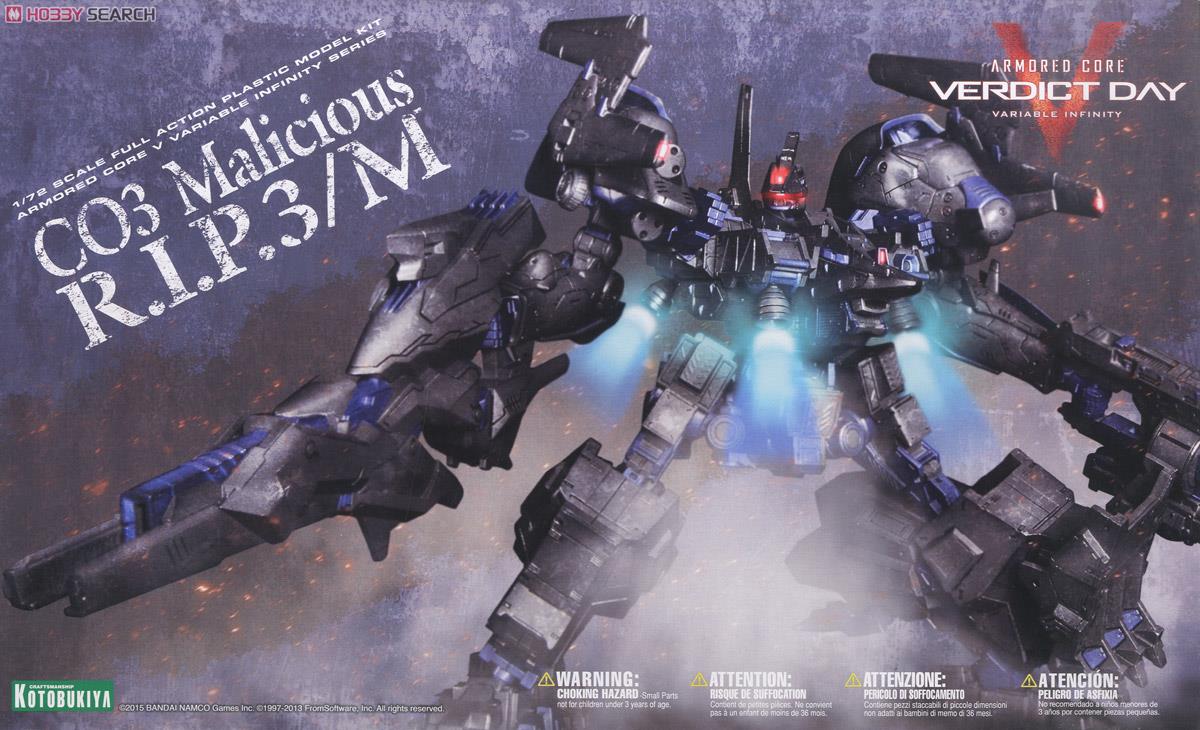 HOBBY SEARCH
1/72 SCALE FULL ACTION PLASTIC MODEL KIT
ARMORED CORE V VARIABLE INFINITY SERIES
CO3 Malicious
R.I.P.3/M
V
ARMORED CORE
VERDICT DAY
VARIABLE INFINITY
CRAFTSMANSHIP
KOTOBUKIYA
©2015 BANDAI NAMCO Games Inc. ©1997-2013 FromSoftware, Inc. All rights reserved.
WARNING:
CHOKING HAZARD -Small Parts
not for children under 3 years of age.
ATTENTION:
RISQUE DE SUFFOCATION
Contient de petites pièces. Ne convient
pas à un enfant de moins de 36 mois.
ATTENZIONE:
PERICOLO DI SOFFOCAMENTO
Contiene pezzi staccabili di piccole dimensioni
non adatti ai bambini di memo di 36 mesi.
ATENCIÓN:
PELIGRO DE ASFIXIA
No recomendado a niños menores de
3 años por contener piezas pequeñas.